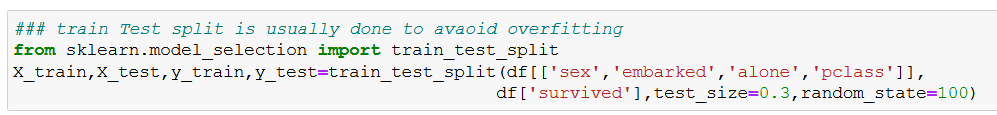 ### train Test split is usually done to avaoid overfitting
from sklearn.model_selection import train_test_split
X_train,X_test,y_train,y_test=train_test_split(df[['sex','embarked','alone','pclass']],
df['survived'],test_size=0.3,random_state=100)